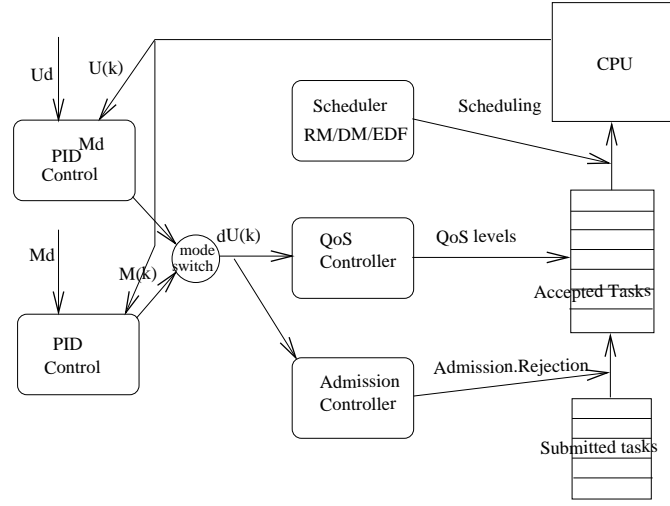 CPU
Ud
U(k)
Scheduler
RM/DM/EDF
Scheduling
Md
PID
Control
dU(k)
mode
switch
QoS
Controller
QoS levels
Md
M(k)
Accepted Tasks
PID
Control
Admission
Controller
Admission.Rejection
Submitted tasks